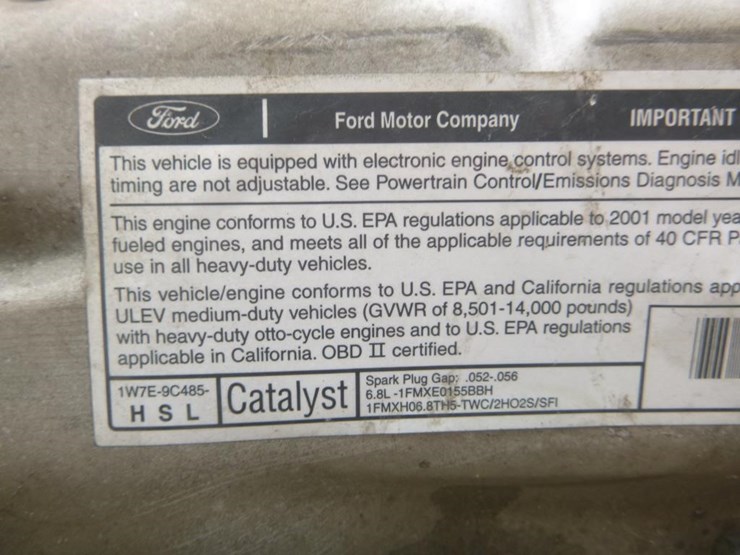 Ford | Ford Motor Company IMPORTANT
This vehicle is equipped with electronic engine control systems. Engine idl
timing are not adjustable. See Powertrain Control/Emissions Diagnosis M
This engine conforms to U.S. EPA regulations applicable to 2001 model yea
fueled engines, and meets all of the applicable requirements of 40 CFR P
use in all heavy-duty vehicles.
This vehicle/engine conforms to U.S. EPA and California regulations app
ULEV medium-duty vehicles (GVWR of 8,501-14,000 pounds)
with heavy-duty otto-cycle engines and to U.S. EPA regulations
applicable in California. OBD II certified.
1W7E-9C485-
H S L
Catalyst
Spark Plug Gap: .052-.056
6.8L -1FMXE0155BBH
1FMXH06.8TH5-TWC/2HO2S/SFI